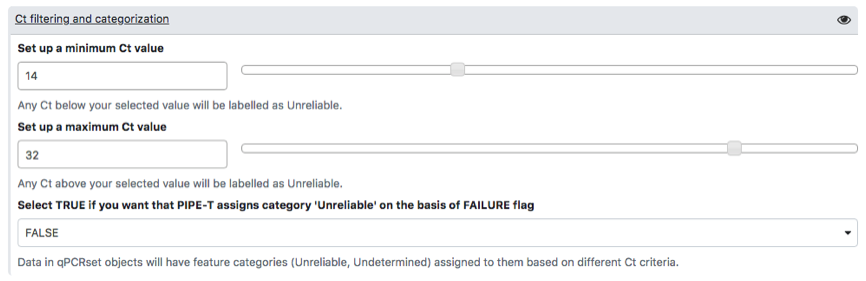 Ct filtering and categorization
Set up a minimum Ct value
14
Any Ct below your selected value will be labelled as Unreliable.
Set up a maximum Ct value
32
Any Ct above your selected value will be labelled as Unreliable.
Select TRUE if you want that PIPE-T assigns category 'Unreliable' on the basis of FAILURE flag
FALSE
Data in qPCRset objects will have feature categories (Unreliable, Undetermined) assigned to them based on different Ct criteria.